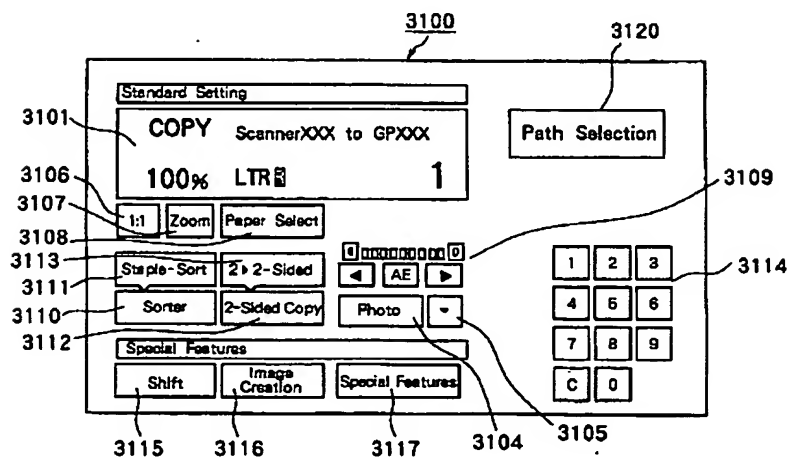 3100
3120
Standard Setting
3101
COPY ScannerXXX to GPXXX
Path Selection
100% LTR R 1
3106
3107
1:1 Zoom Paper Select
3109
3108
3113
3111
Staple-Sort 2▶2-Sided
◀ AE ▶
1 2 3
3114
3110
Sorter 2-Sided Copy
Photo
4 5 6
3112
7 8 9
Special Features
Shift Image Creation Special Features
C 0
3115 3116 3117 3104 3105